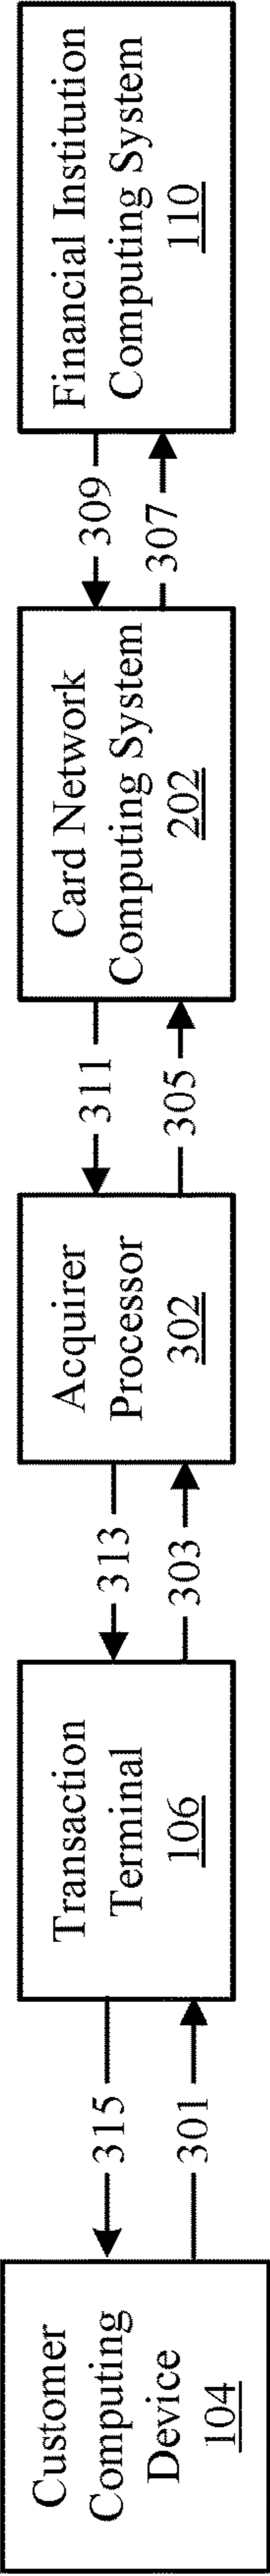 Customer
Computing
Device
104
315
301
Transaction
Terminal
106
313
303
Acquirer
Processor
302
311
305
Card Network
Computing System
202
309
307
Financial Institution
Computing System
110